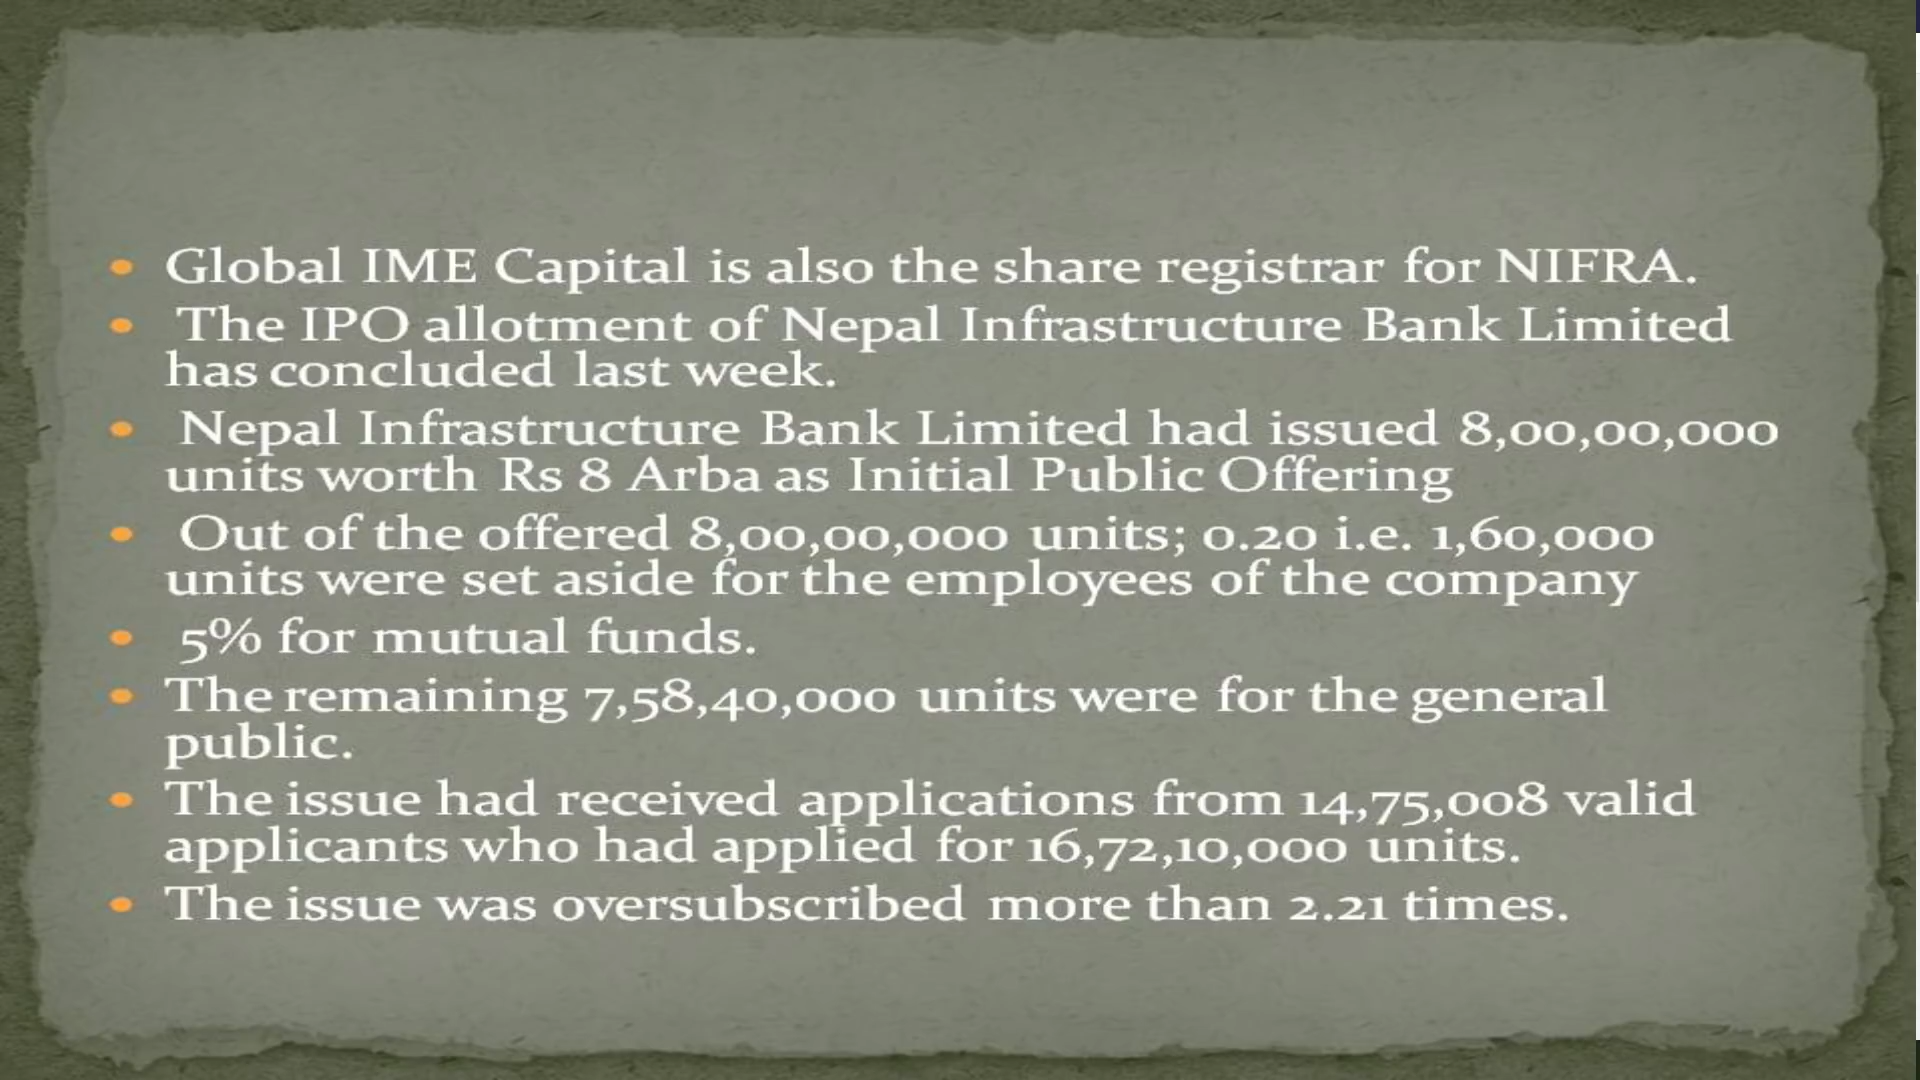 • Global IME Capital is also the share registrar for NIFRA.
• The IPO allotment of Nepal Infrastructure Bank Limited
has concluded last week.
• Nepal Infrastructure Bank Limited had issued 8,00,00,000
units worth Rs 8 Arba as Initial Public Offering
• Out of the offered 8,00,00,000 units; 0.20 i.e. 1,60,000
units were set aside for the employees of the company
• 5% for mutual funds.
• The remaining 7,58,40,000 units were for the general
public.
• The issue had received applications from 14,75,008 valid
applicants who had applied for 16,72,10,000 units.
• The issue was oversubscribed more than 2.21 times.